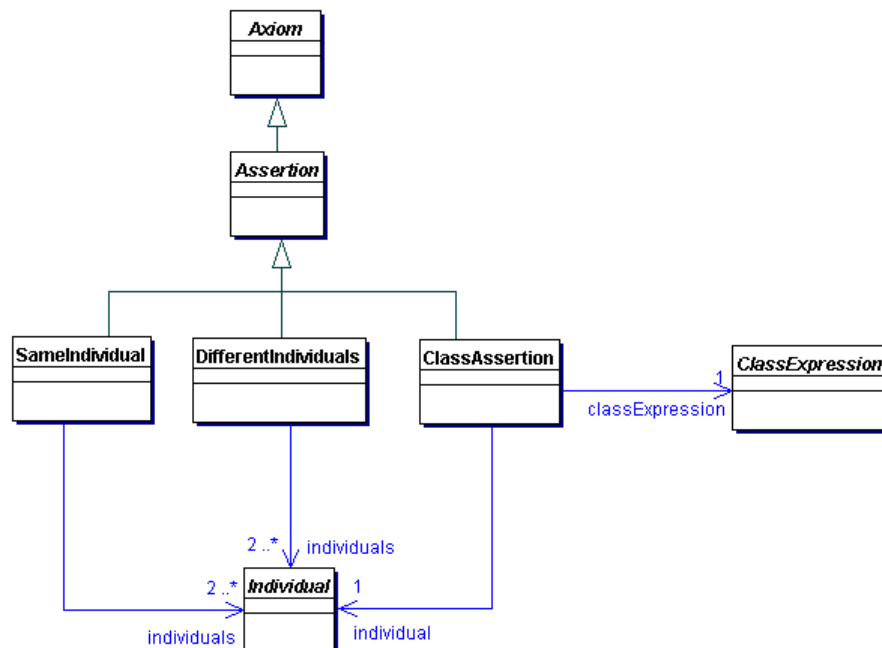 Axiom
Assertion
SameIndividual
DifferentIndividuals
ClassAssertion
ClassExpression
1
classExpression
2 ..*
individuals
2 ..*
Individual
1
individuals
individual